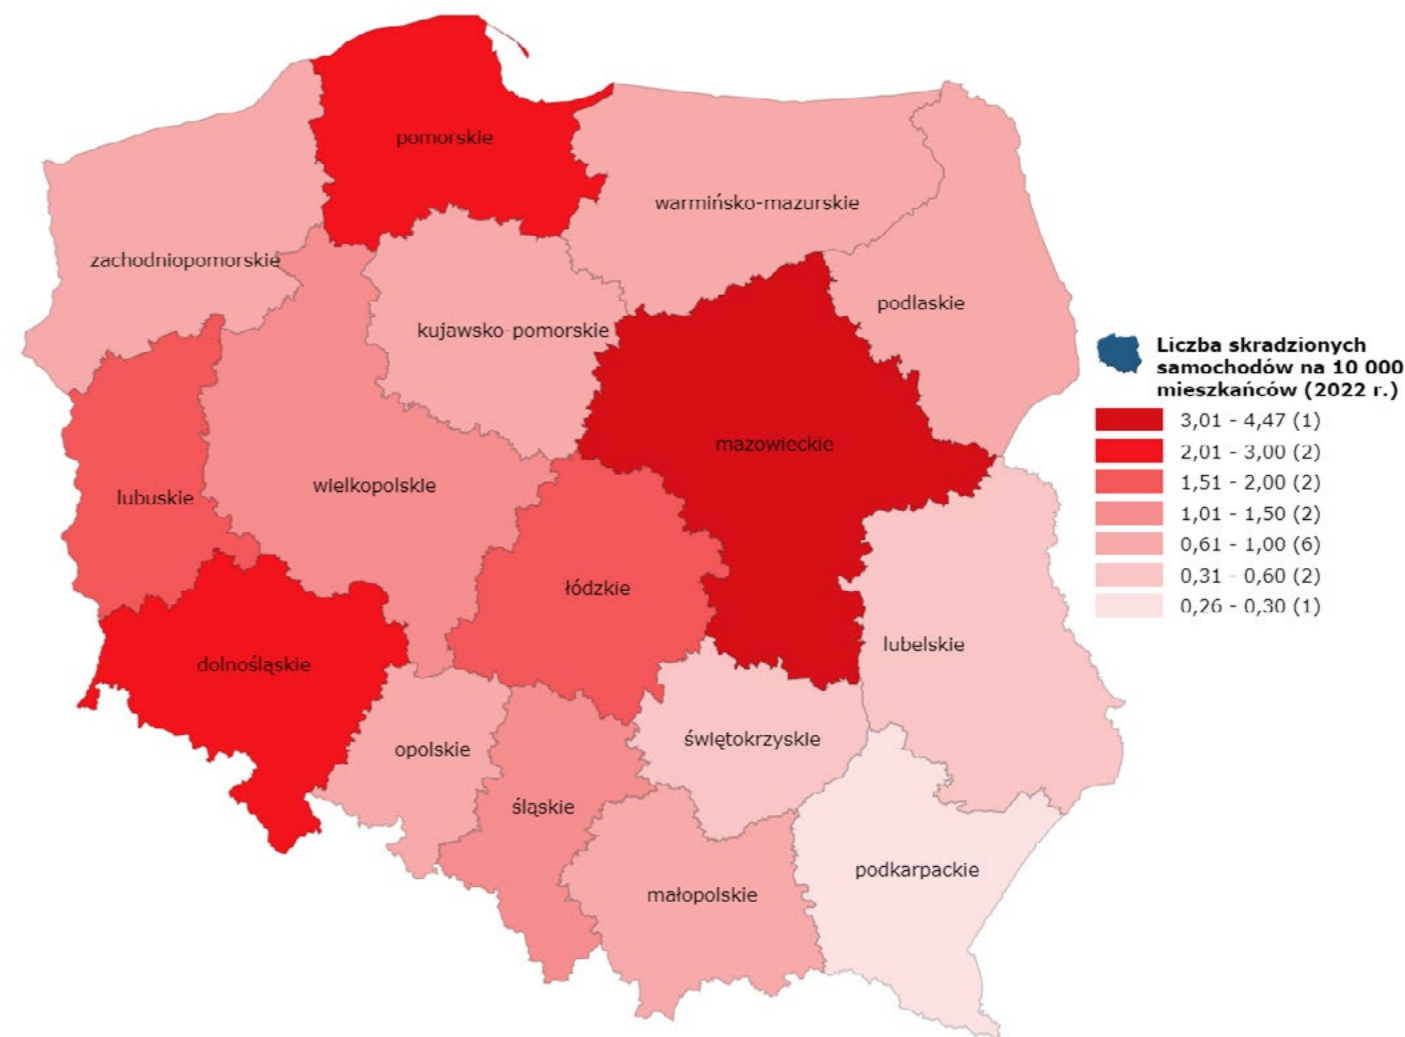 pomorskie
warmińsko-mazurskie
zachodniopomorskie
podlaskie
kujawsko-pomorskie
Liczba skradzionych
samochodów na 10 000
mieszkańców (2022 r.)
3,01 - 4,47 (1)
2,01 - 3,00 (2)
1,51 - 2,00 (2)
1,01 - 1,50 (2)
0,61 - 1,00 (6)
0,31 - 0,60 (2)
0,26 - 0,30 (1)
mazowieckie
wielkopolskie
lubuskie
łódzkie
lubelskie
dolnośląskie
świętokrzyskie
opolskie
śląskie
podkarpackie
małopolskie